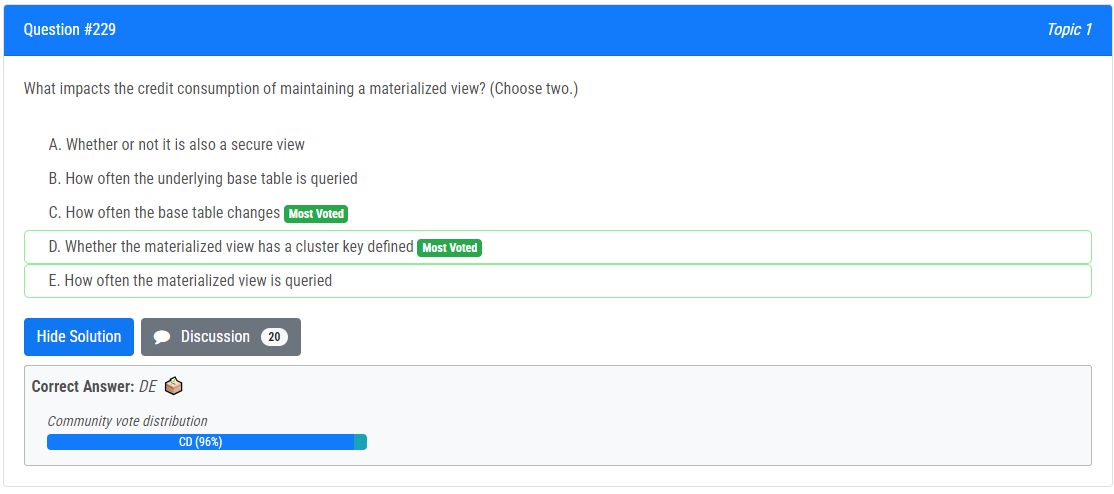 Question #229 Topic 1
What impacts the credit consumption of maintaining a materialized view? (Choose two.)
A. Whether or not it is also a secure view
B. How often the underlying base table is queried
C. How often the base table changes Most Voted
D. Whether the materialized view has a cluster key defined Most Voted
E. How often the materialized view is queried
Hide Solution Discussion 20
Correct Answer: DE
Community vote distribution
CD (96%)